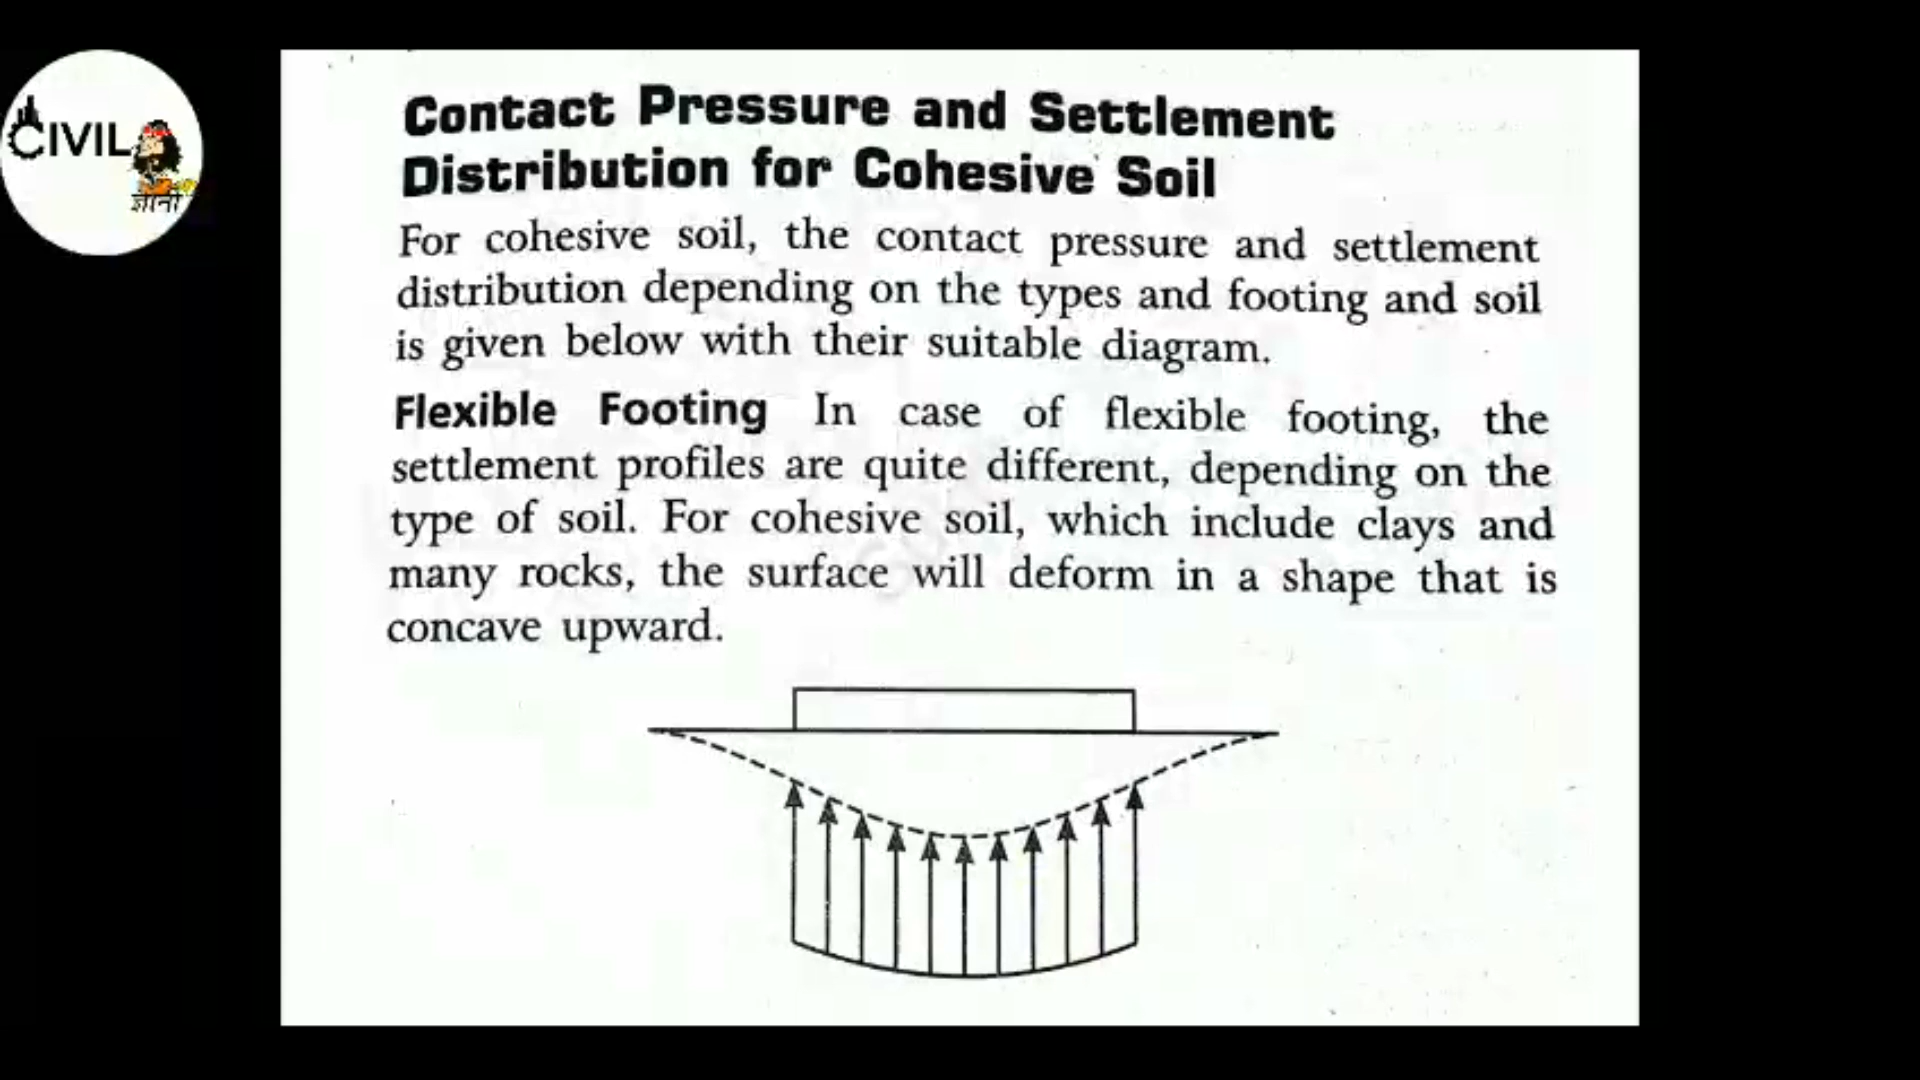 CIVIL
ज्ञानी
Contact Pressure and Settlement
Distribution for Cohesive Soil
For cohesive soil, the contact pressure and settlement
distribution depending on the types and footing and soil
is given below with their suitable diagram.
Flexible Footing In case of flexible footing, the
settlement profiles are quite different, depending on the
type of soil. For cohesive soil, which include clays and
many rocks, the surface will deform in a shape that is
concave upward.